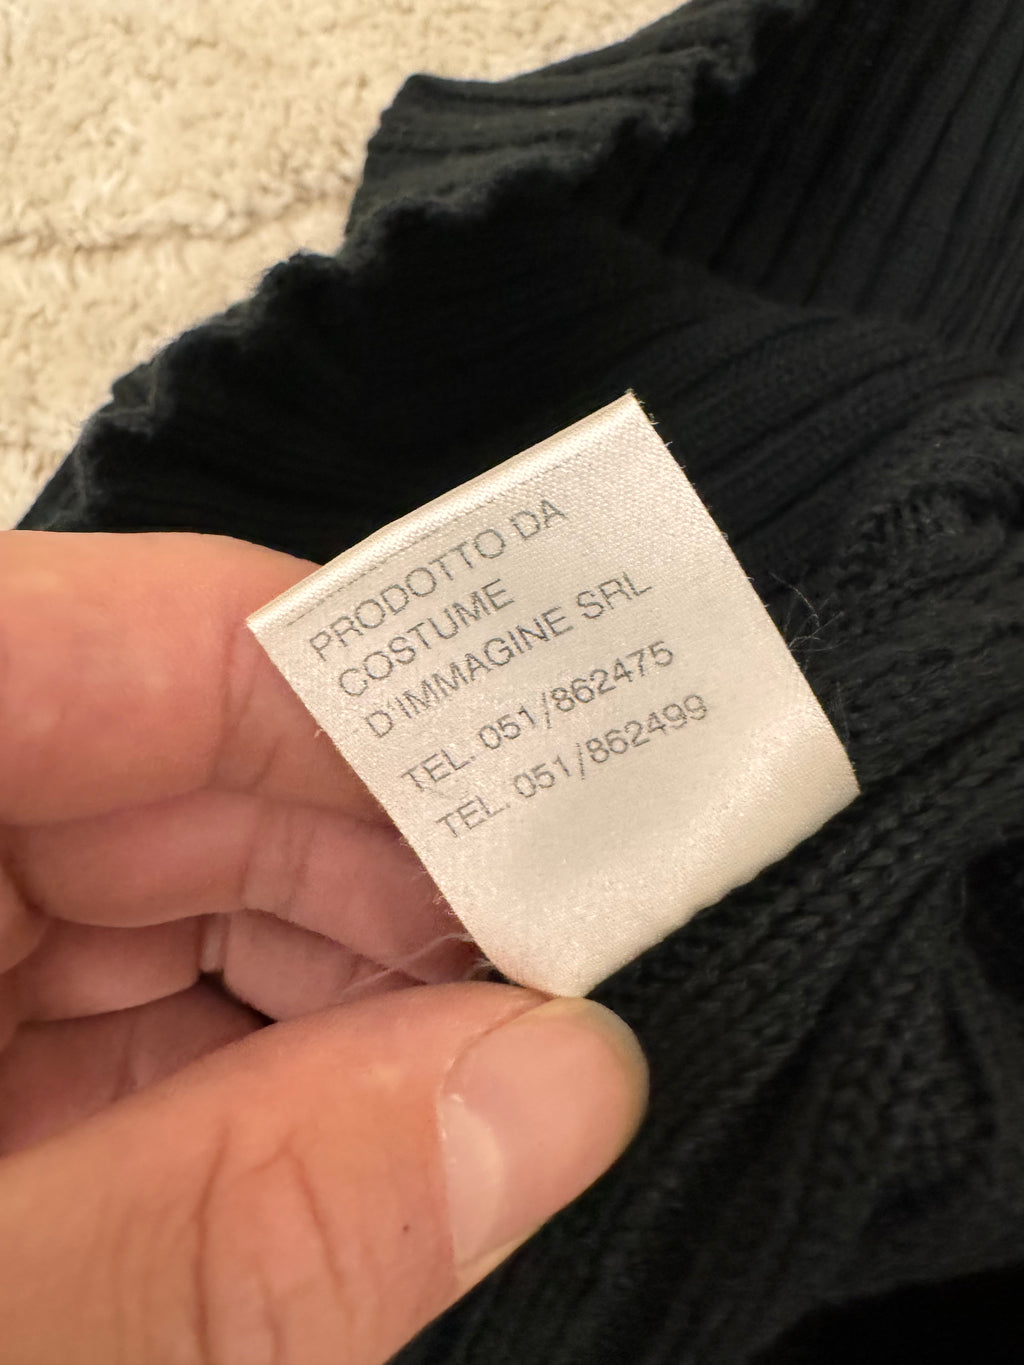 PRODOTTO DA
COSTUME
D'IMMAGINE SRL
TEL. 051/862475
TEL. 051/862499